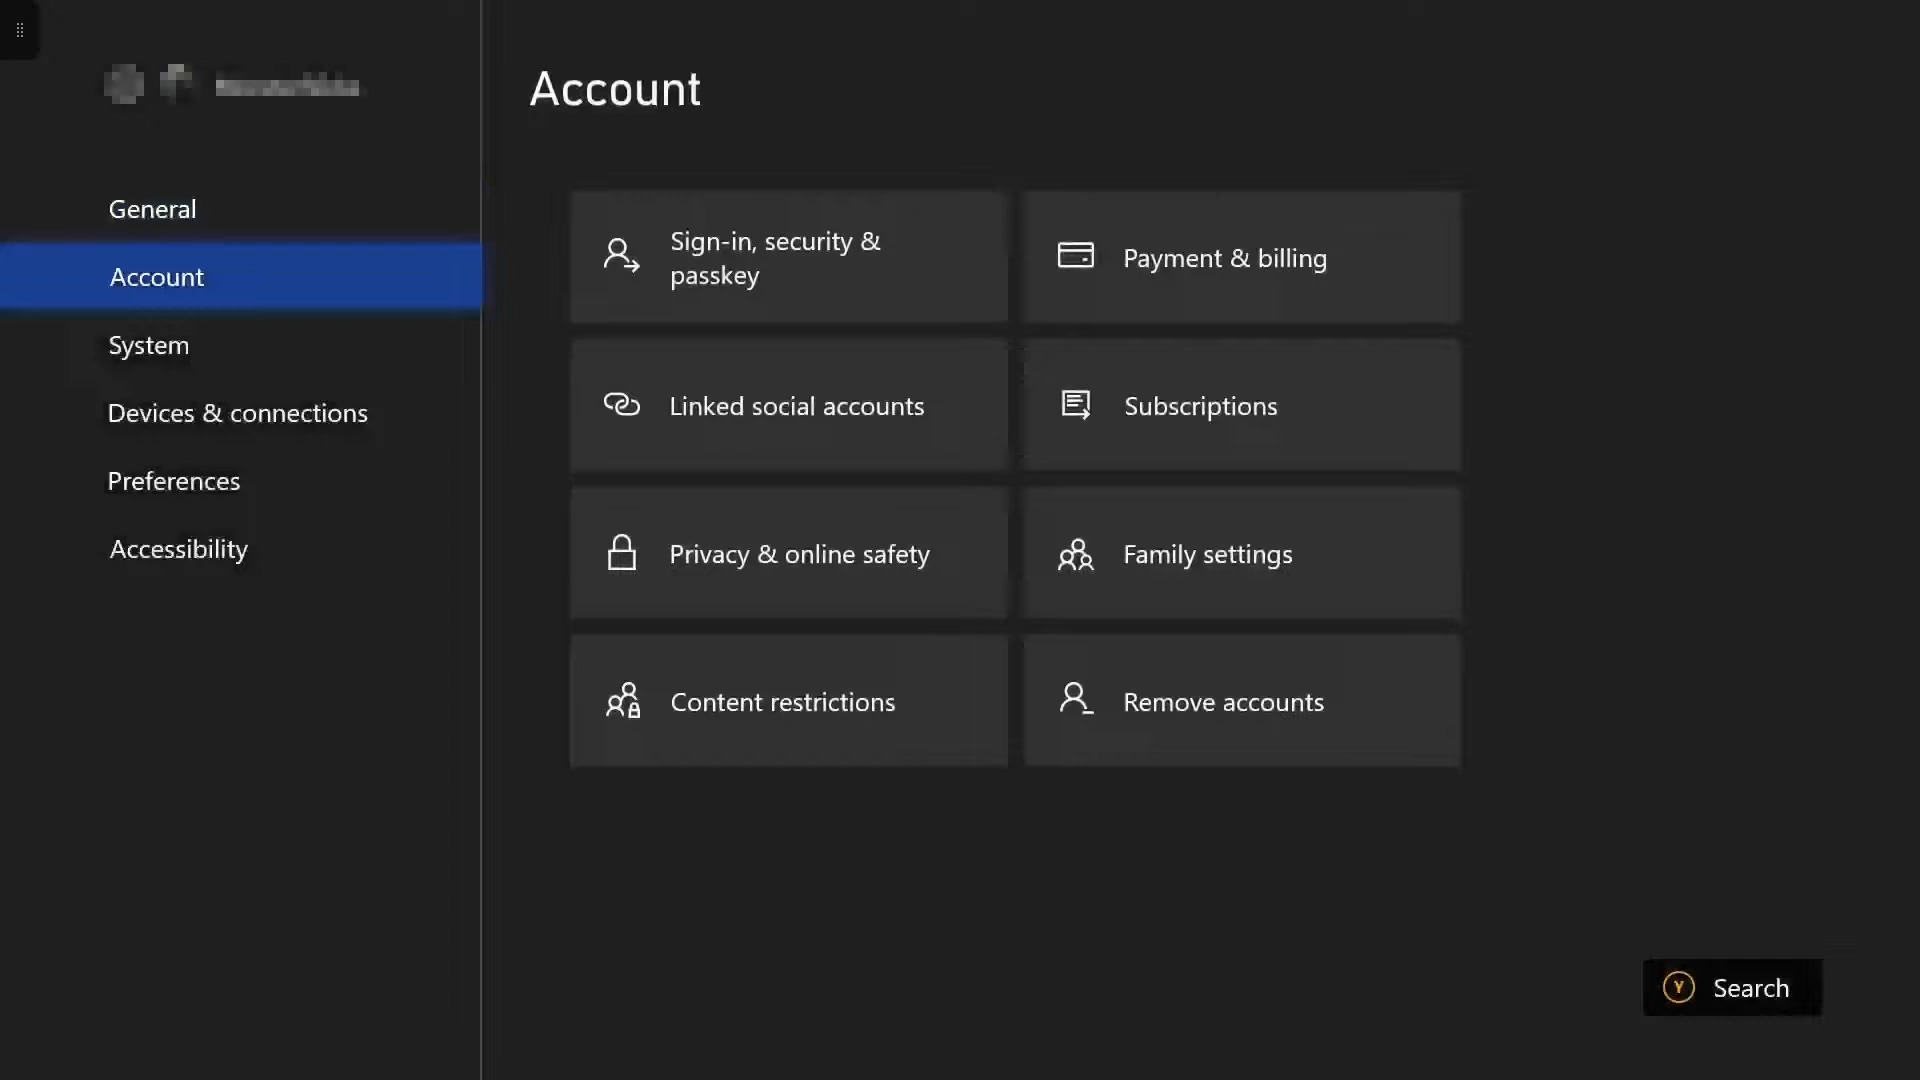 Account
General
Account
System
Devices & connections
Preferences
Accessibility
Sign-in, security &
passkey
Payment & billing
Linked social accounts
Subscriptions
Privacy & online safety
Family settings
Content restrictions
Remove accounts
Y Search